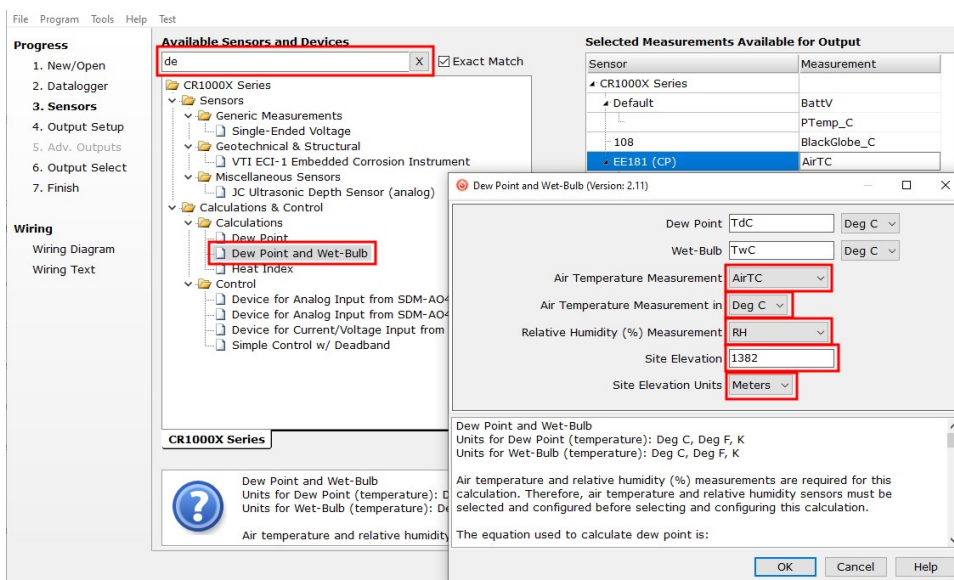 File Program Tools Help Test
Progress
1. New/Open
2. Datalogger
3. Sensors
4. Output Setup
5. Adv. Outputs
6. Output Select
7. Finish
Wiring
Wiring Diagram
Wiring Text
Available Sensors and Devices
de X Exact Match
CR1000X Series
Sensors
Generic Measurements
Single-Ended Voltage
Geotechnical & Structural
VTI ECI-1 Embedded Corrosion Instrument
Miscellaneous Sensors
JC Ultrasonic Depth Sensor (analog)
Calculations & Control
Calculations
Dew Point
Dew Point and Wet-Bulb
Heat Index
Control
Device for Analog Input from SDM-AO4
Device for Analog Input from SDM-AO4
Device for Current/Voltage Input from
Simple Control w/ Deadband
CR1000X Series
Dew Point and Wet-Bulb
Units for Dew Point (temperature): D
Units for Wet-Bulb (temperature): De
Air temperature and relative humidity
Selected Measurements Available for Output
Sensor Measurement
CR1000X Series
Default BattV
PTemp_C
108 BlackGlobe_C
EE181 (CP) AirTC
Dew Point and Wet-Bulb (Version: 2.11)
Dew Point TdC Deg C
Wet-Bulb TwC Deg C
Air Temperature Measurement AirTC
Air Temperature Measurement in Deg C
Relative Humidity (%) Measurement RH
Site Elevation 1382
Site Elevation Units Meters
Dew Point and Wet-Bulb
Units for Dew Point (temperature): Deg C, Deg F, K
Units for Wet-Bulb (temperature): Deg C, Deg F, K
Air temperature and relative humidity (%) measurements are required for this
calculation. Therefore, air temperature and relative humidity sensors must be
selected and configured before selecting and configuring this calculation.
The equation used to calculate dew point is:
OK Cancel Help